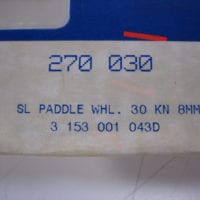 270 030
SL PADDLE WHL. 30 KN 8MM
3 153 001 043D